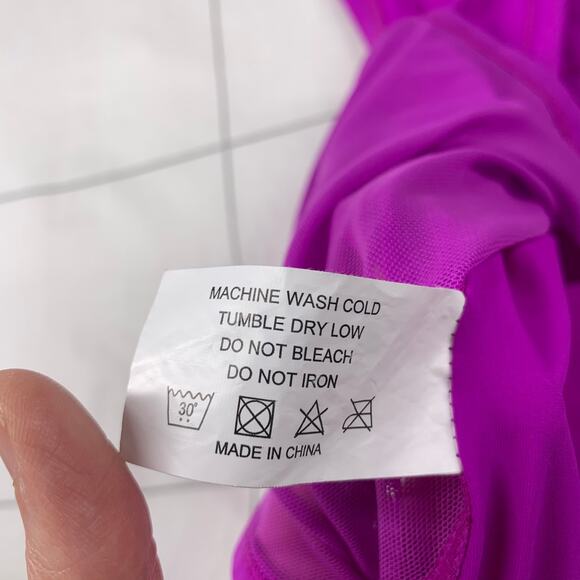 MACHINE WASH COLD
TUMBLE DRY LOW
DO NOT BLEACH
DO NOT IRON
30°
MADE IN CHINA